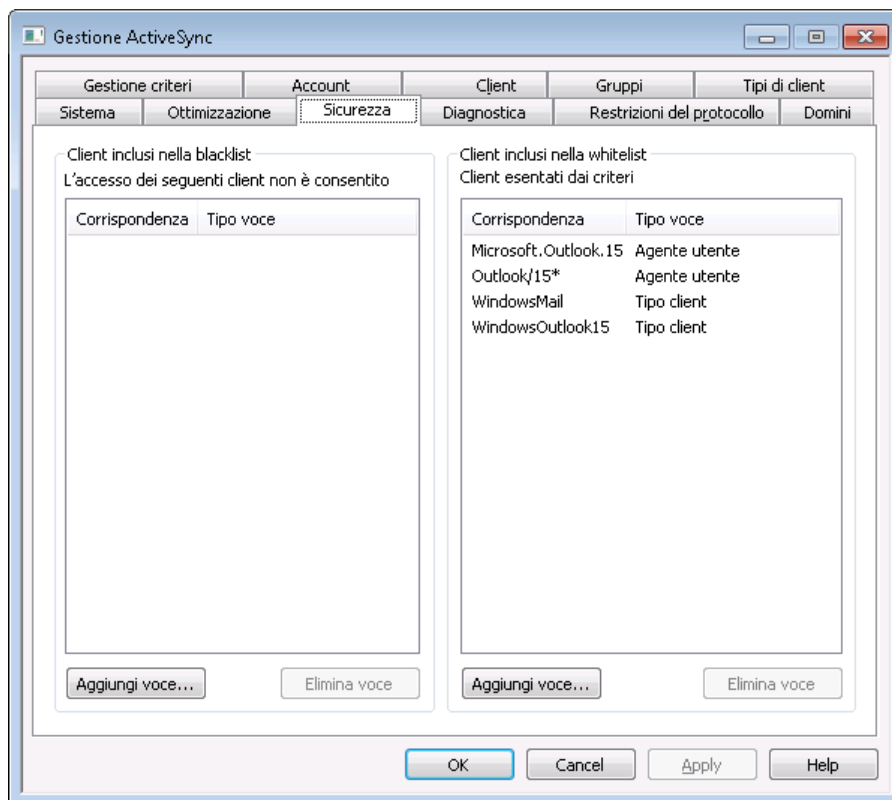 Gestione ActiveSync
Gestione criteri Account Client Gruppi Tipi di client
Sistema Ottimizzazione Sicurezza Diagnostica Restrizioni del protocollo Domini
Client inclusi nella blacklist
L'accesso dei seguenti client non è consentito
Corrispondenza Tipo voce
Aggiungi voce... Elimina voce
Client inclusi nella whitelist
Client esentati dai criteri
Corrispondenza Tipo voce
Microsoft.Outlook.15 Agente utente
Outlook/15* Agente utente
WindowsMail Tipo client
WindowsOutlook15 Tipo client
Aggiungi voce... Elimina voce
OK Cancel Apply Help